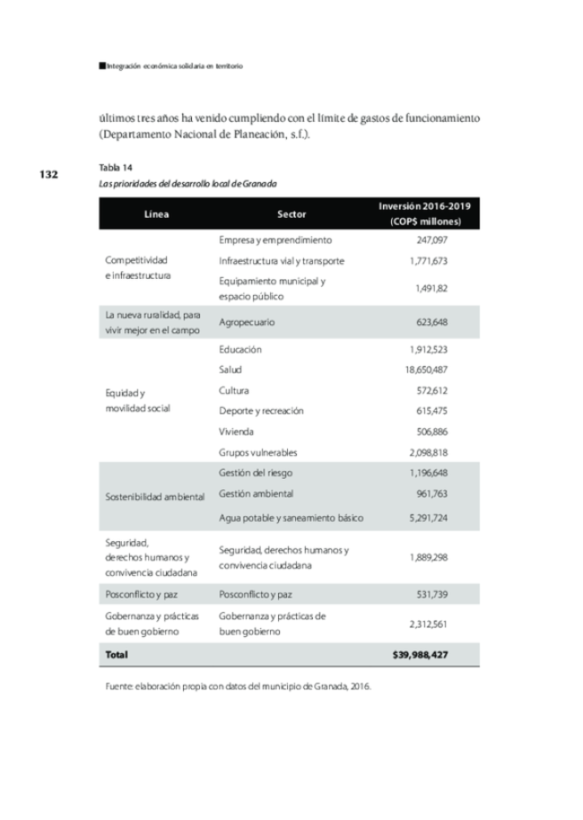 Integración económica solidaria en territorio
últimos tres años ha venido cumpliendo con el límite de gastos de funcionamiento
(Departamento Nacional de Planeación, s.f.).
132
Tabla 14
Las prioridades del desarrollo local de Granada
Línea Sector Inversión 2016-2019
(COP$ millones)
Competitividad
e infraestructura
Empresa y emprendimiento 247,097
Infraestructura vial y transporte 1,771,673
Equipamiento municipal y
espacio público 1,491,82
La nueva ruralidad, para
vivir mejor en el campo
Agropecuario 623,648
Equidad y
movilidad social
Educación 1,912,523
Salud 18,650,487
Cultura 572,612
Deporte y recreación 615,475
Vivienda 506,886
Grupos vulnerables 2,098,818
Sostenibilidad ambiental
Gestión del riesgo 1,196,648
Gestión ambiental 961,763
Agua potable y saneamiento básico 5,291,724
Seguridad,
derechos humanos y
convivencia ciudadana
Seguridad, derechos humanos y
convivencia ciudadana 1,889,298
Posconflicto y paz Posconflicto y paz 531,739
Gobernanza y prácticas
de buen gobierno
Gobernanza y prácticas de
buen gobierno 2,312,561
Total $39,988,427
Fuente: elaboración propia con datos del municipio de Granada, 2016.